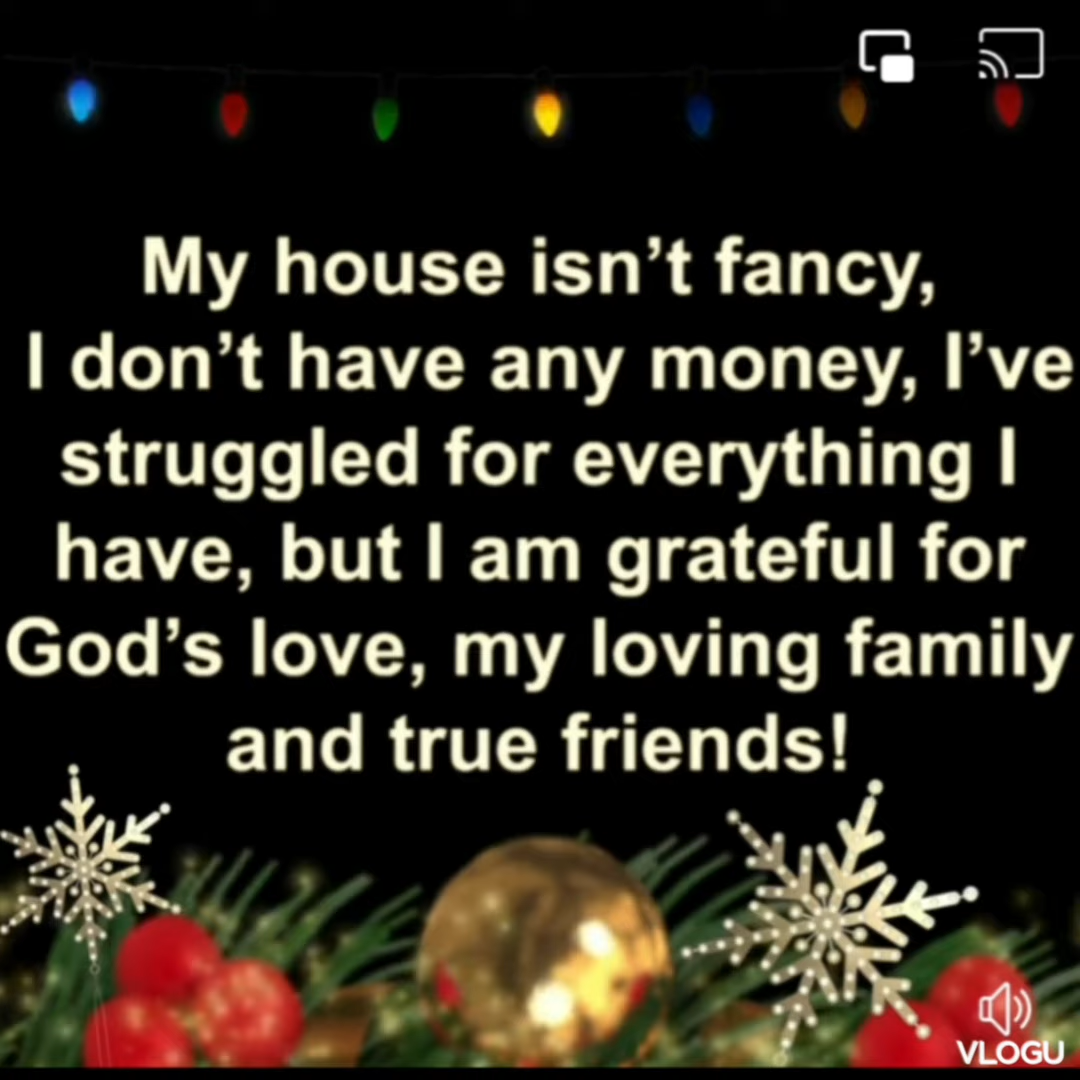 My house isn’t fancy,
I don’t have any money, I’ve
struggled for everything I
have, but I am grateful for
God’s love, my loving family
and true friends!
VLOGU